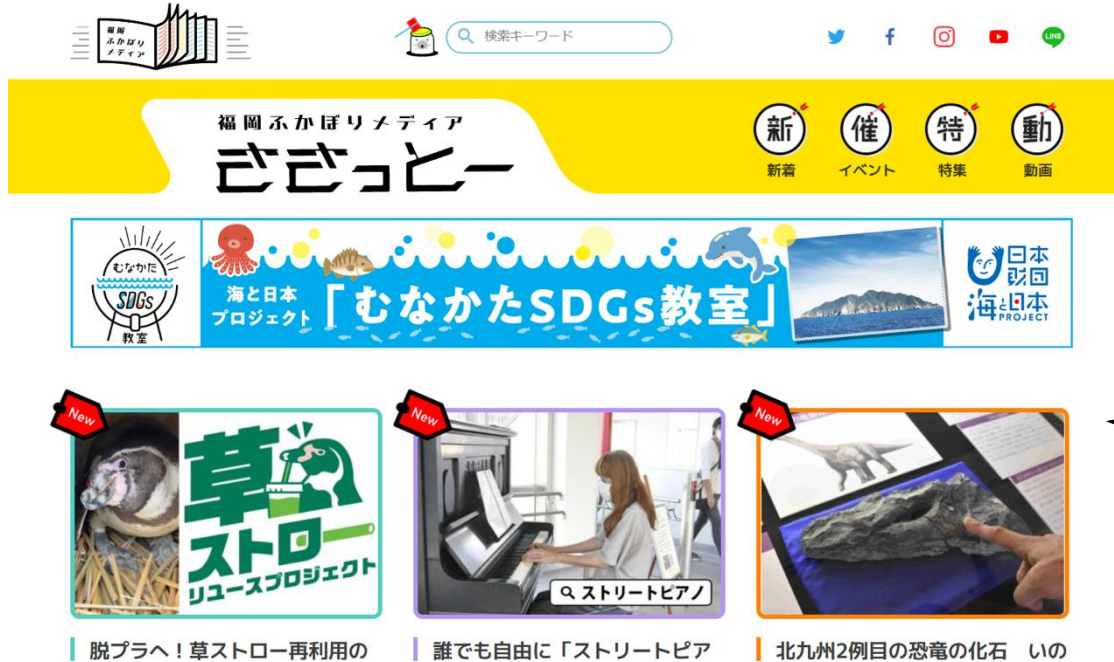 福岡
ふかぼり
メディア
検索キーワード
LINE
福岡ふかぼりメディア
ささっとー
新
催
特
動
新着
イベント
特集
動画
むなかた
SDGs
教室
海と日本
プロジェクト
「むなかたSDGs教室」
日本
財団
海と日本
PROJECT
New
草
ストロー
リユースプロジェクト
New
ストリートピアノ
New
脱プラへ！草ストロー再利用の
誰でも自由に「ストリートピア
北九州2例目の恐竜の化石　いの